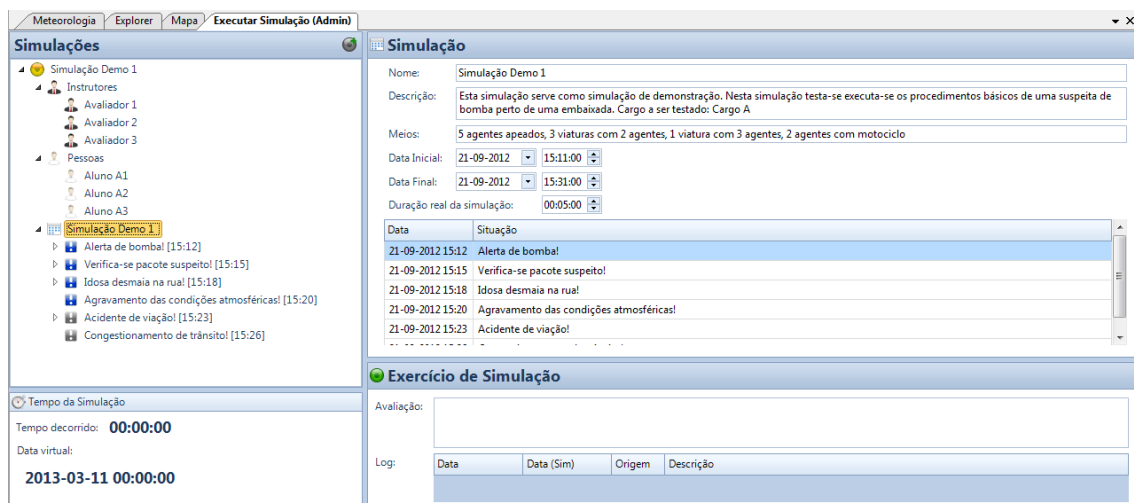 Meteorologia Explorer Mapa Executar Simulação (Admin)
Simulações
Simulação Demo 1
Instrutores
Avaliador 1
Avaliador 2
Avaliador 3
Pessoas
Aluno A1
Aluno A2
Aluno A3
Simulação Demo 1
Alerta de bomba! [15:12]
Verifica-se pacote suspeito! [15:15]
Idosa desmaia na rua! [15:18]
Agravamento das condições atmosféricas! [15:20]
Acidente de viação! [15:23]
Congestionamento de trânsito! [15:26]
Tempo da Simulação
Tempo decorrido: 00:00:00
Data virtual:
2013-03-11 00:00:00
Simulação
Nome: Simulação Demo 1
Descrição: Esta simulação serve como simulação de demonstração. Nesta simulação testa-se executa-se os procedimentos básicos de uma suspeita de
bomba perto de uma embaixada. Cargo a ser testado: Cargo A
Meios: 5 agentes apeados, 3 viaturas com 2 agentes, 1 viatura com 3 agentes, 2 agentes com motociclo
Data Inicial: 21-09-2012 15:11:00
Data Final: 21-09-2012 15:31:00
Duração real da simulação: 00:05:00
Data Situação
21-09-2012 15:12 Alerta de bomba!
21-09-2012 15:15 Verifica-se pacote suspeito!
21-09-2012 15:18 Idosa desmaia na rua!
21-09-2012 15:20 Agravamento das condições atmosféricas!
21-09-2012 15:23 Acidente de viação!
Exercício de Simulação
Avaliação:
Log: Data Data (Sim) Origem Descrição